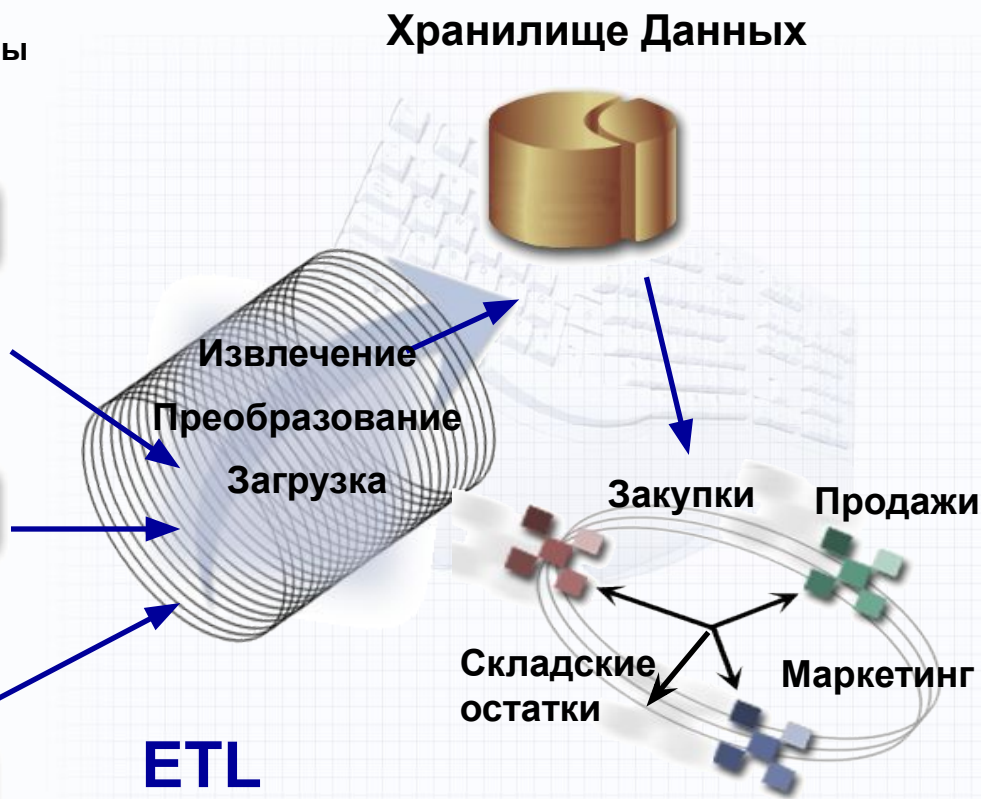 Хранилище Данных
ы
Извлечение
Преобразование
Загрузка
Закупки
Продажи
Складские
остатки
Маркетинг
ETL